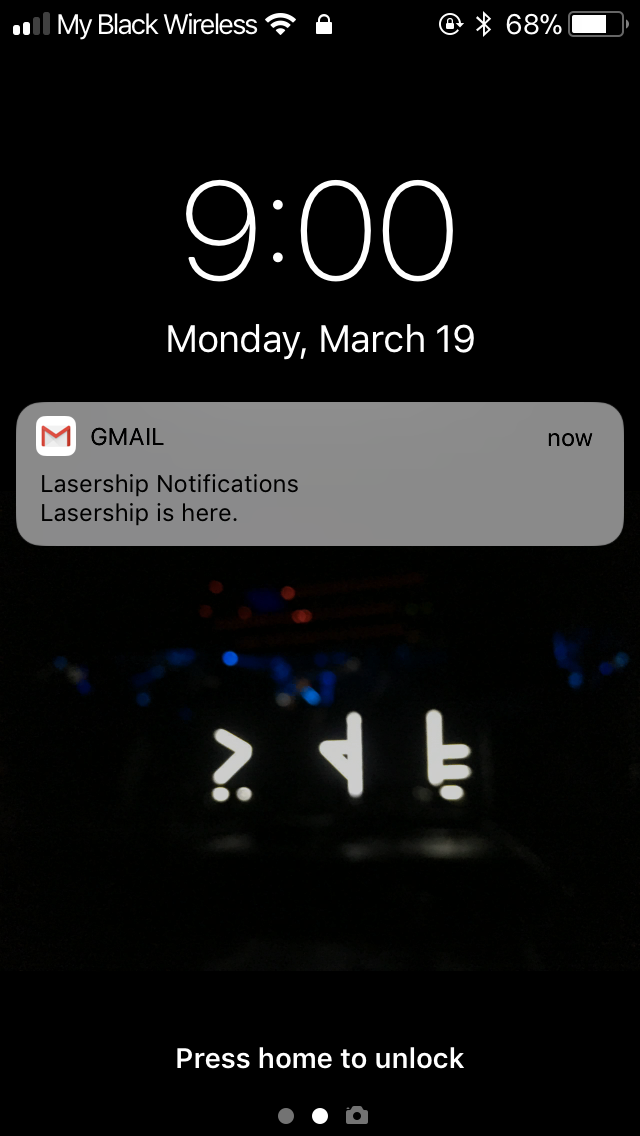 My Black Wireless 68%
9:00
Monday, March 19
GMAIL now
Lasership Notifications
Lasership is here.
Press home to unlock